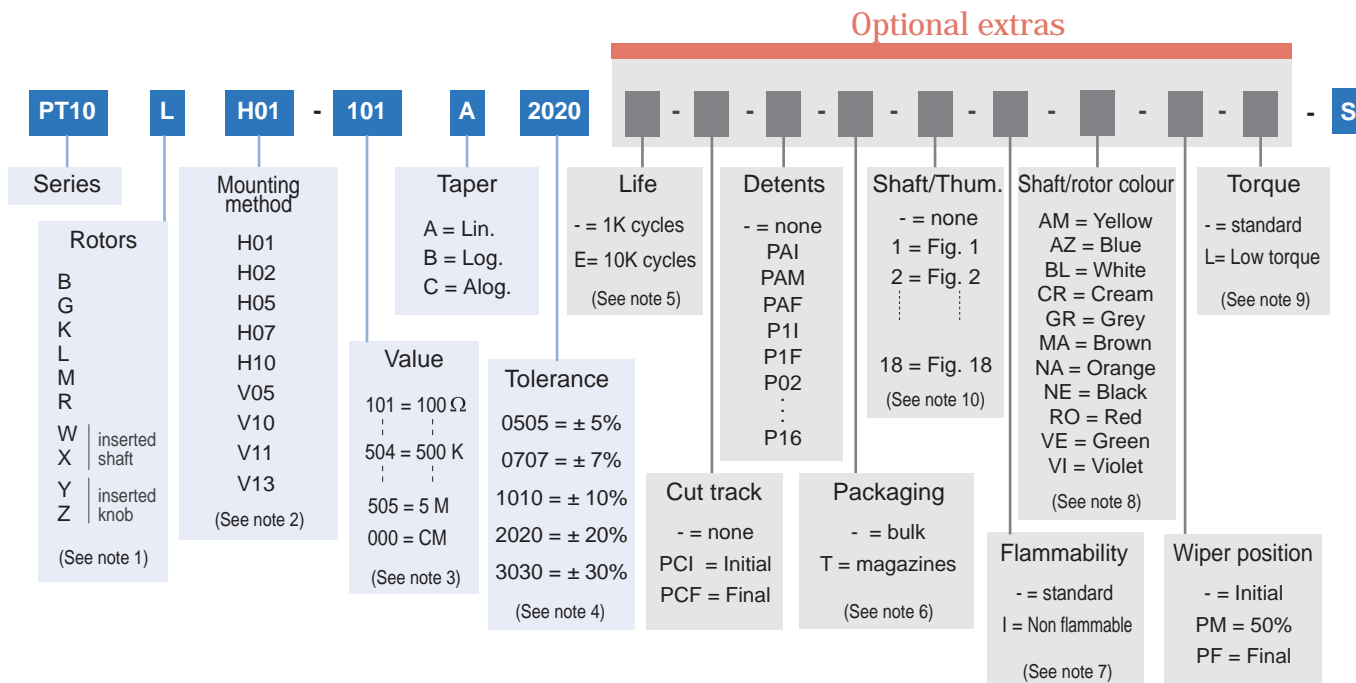 Optional extras
PT10 L H01 - 101 A 2020 - - - - - - - - - S
Series
Rotors
B
G
K
L
M
R
W
X
inserted
shaft
Y
Z
inserted
knob
(See note 1)
Mounting
method
H01
H02
H05
H07
H10
V05
V10
V11
V13
(See note 2)
Value
101 = 100 Ω
504 = 500 K
505 = 5 M
000 = CM
(See note 3)
Taper
A = Lin.
B = Log.
C = Alog.
Tolerance
0505 = ± 5%
0707 = ± 7%
1010 = ± 10%
2020 = ± 20%
3030 = ± 30%
(See note 4)
Life
- = 1K cycles
E= 10K cycles
(See note 5)
Cut track
- = none
PCI = Initial
PCF = Final
Detents
- = none
PAI
PAM
PAF
P1I
P1F
P02
:
:
P16
Packaging
- = bulk
T = magazines
(See note 6)
Shaft/Thum.
- = none
1 = Fig. 1
2 = Fig. 2
18 = Fig. 18
(See note 10)
Flammability
- = standard
I = Non flammable
(See note 7)
Shaft/rotor colour
AM = Yellow
AZ = Blue
BL = White
CR = Cream
GR = Grey
MA = Brown
NA = Orange
NE = Black
RO = Red
VE = Green
VI = Violet
(See note 8)
Wiper position
- = Initial
PM = 50%
PF = Final
Torque
- = standard
L= Low torque
(See note 9)